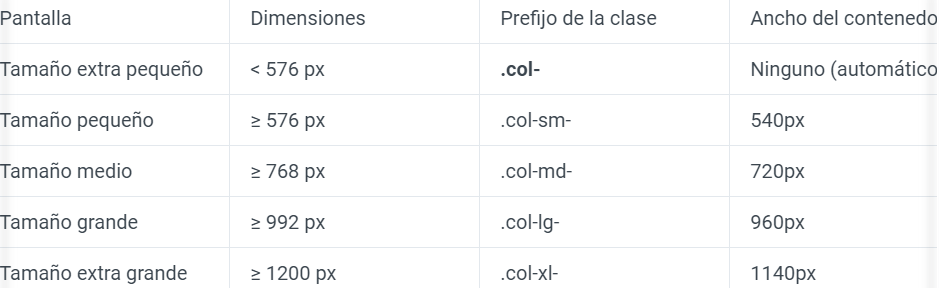 Pantalla Dimensiones Prefijo de la clase Ancho del contenedo
Tamaño extra pequeño < 576 px .col- Ninguno (automático
Tamaño pequeño ≥ 576 px .col-sm- 540px
Tamaño medio ≥ 768 px .col-md- 720px
Tamaño grande ≥ 992 px .col-lg- 960px
Tamaño extra grande ≥ 1200 px .col-xl- 1140px